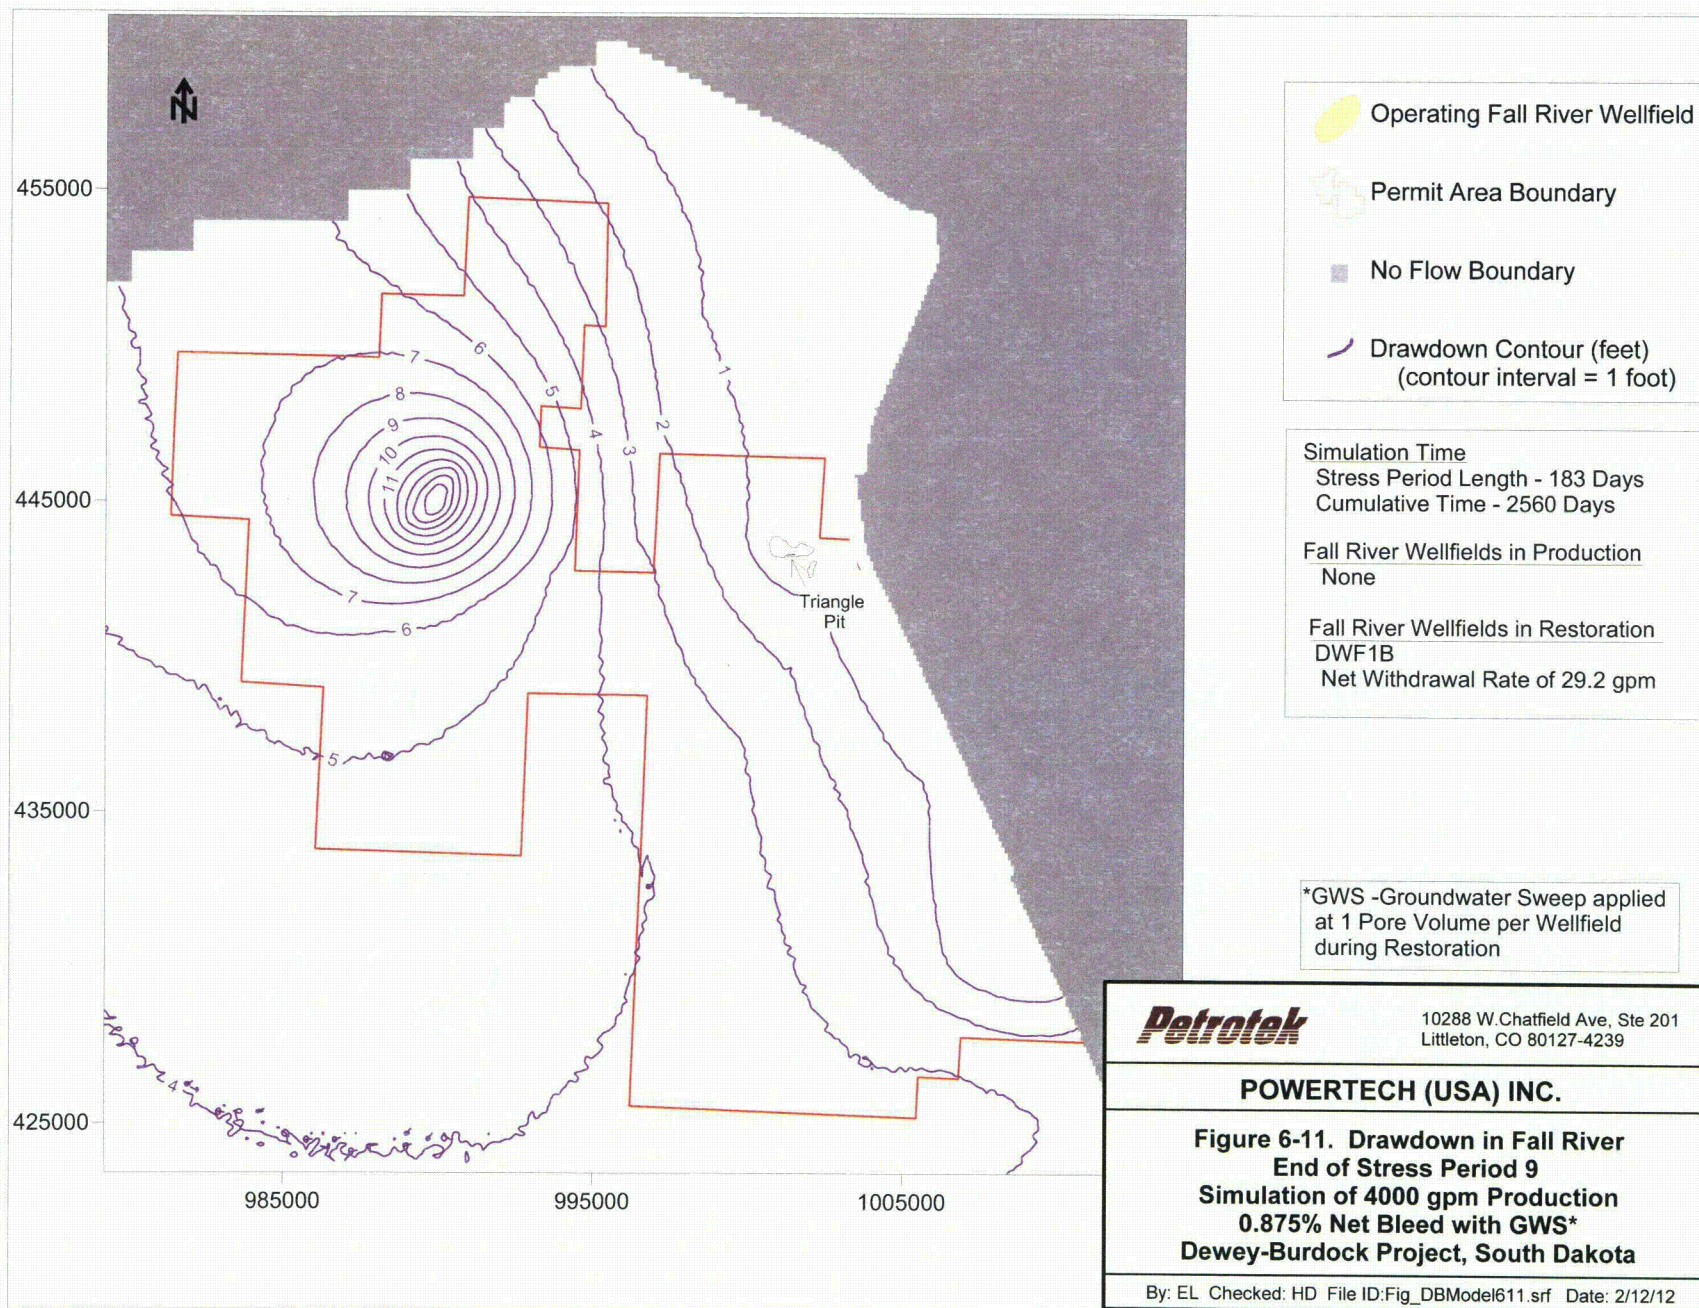 N
455000
445000
435000
425000
985000
995000
1005000
7
8
9
10
11
6
5
4
3
2
1
7
6
5
4
Triangle
Pit
Operating Fall River Wellfield
Permit Area Boundary
No Flow Boundary
Drawdown Contour (feet)
(contour interval = 1 foot)
Simulation Time
Stress Period Length - 183 Days
Cumulative Time - 2560 Days
Fall River Wellfields in Production
None
Fall River Wellfields in Restoration
DWF1B
Net Withdrawal Rate of 29.2 gpm
*GWS -Groundwater Sweep applied
at 1 Pore Volume per Wellfield
during Restoration
Petrotek
10288 W.Chatfield Ave, Ste 201
Littleton, CO 80127-4239
POWERTECH (USA) INC.
Figure 6-11. Drawdown in Fall River
End of Stress Period 9
Simulation of 4000 gpm Production
0.875% Net Bleed with GWS*
Dewey-Burdock Project, South Dakota
By: EL Checked: HD File ID:Fig_DBModel611.srf Date: 2/12/12